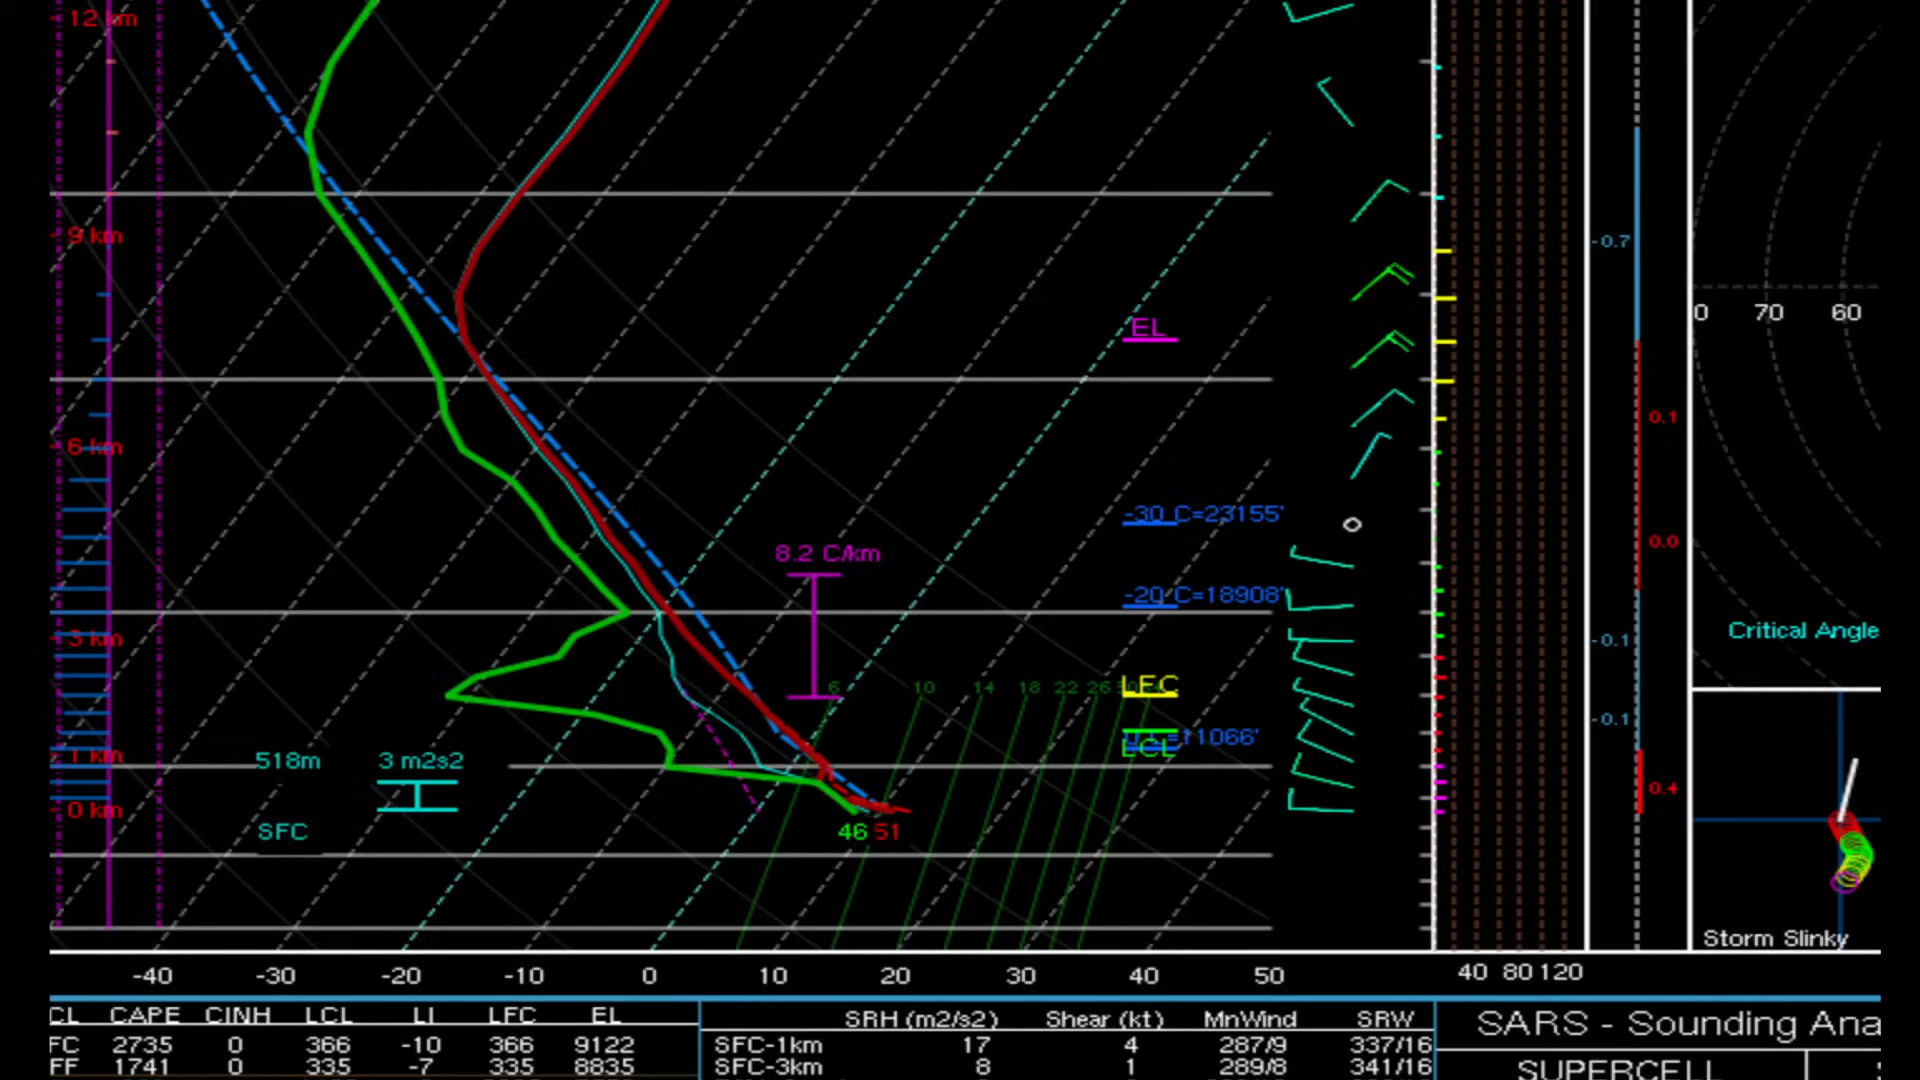 12 km
9 km
EL
0 70 60
-0.7
0.1
6 km
-30 C=23155'
0.0
8.2 C/km
-20 C=18908'
3 km
-0.1
Critical Angle
6 10 14 18 22 26
LFC
-0.1
=11066'
LCL
1 km
518m 3 m2s2
0.4
0 km
SFC
46 51
Storm Slinky
-40 -30 -20 -10 0 10 20 30 40 50
40 80 120
CL CAPE CINH LCL LI LFC EL
FC 2735 0 366 -10 366 9122
FF 1741 0 335 -7 335 8835
SRH (m2/s2) Shear (kt) MnWind SRW
SFC-1km 17 4 287/9 337/16
SFC-3km 8 1 289/8 341/16
SARS - Sounding Ana
SUPERCELL